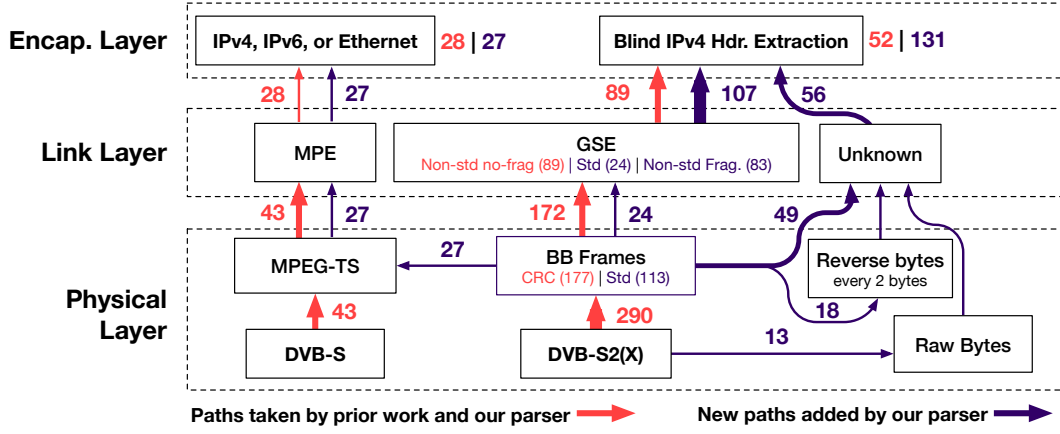 Encap. Layer
IPv4, IPv6, or Ethernet
28 | 27
Blind IPv4 Hdr. Extraction
52 | 131
28
27
89
107
56
Link Layer
MPE
GSE
Non-std no-frag (89) | Std (24) | Non-std Frag. (83)
Unknown
43
27
172
24
49
Physical
Layer
MPEG-TS
27
BB Frames
CRC (177) | Std (113)
Reverse bytes
every 2 bytes
43
290
18
13
DVB-S
DVB-S2(X)
Raw Bytes
Paths taken by prior work and our parser
New paths added by our parser